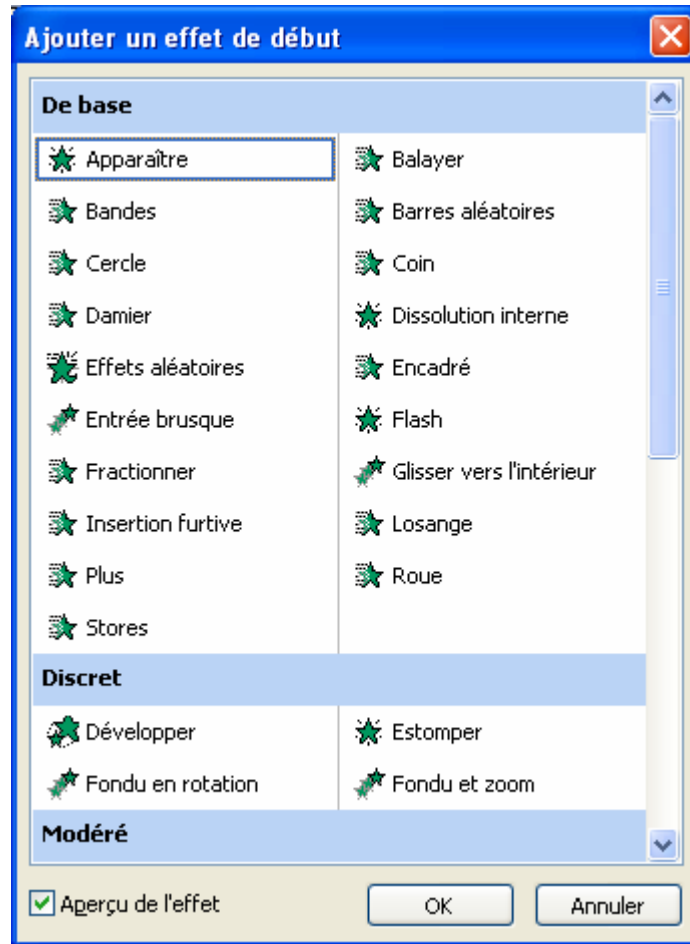 Ajouter un effet de début
De base
Apparaître Balayer
Bandes Barres aléatoires
Cercle Coin
Damier Dissolution interne
Effets aléatoires Encadré
Entrée brusque Flash
Fractionner Glisser vers l'intérieur
Insertion furtive Losange
Plus Roue
Stores
Discret
Développer Estomper
Fondu en rotation Fondu et zoom
Modéré
Aperçu de l'effet OK Annuler